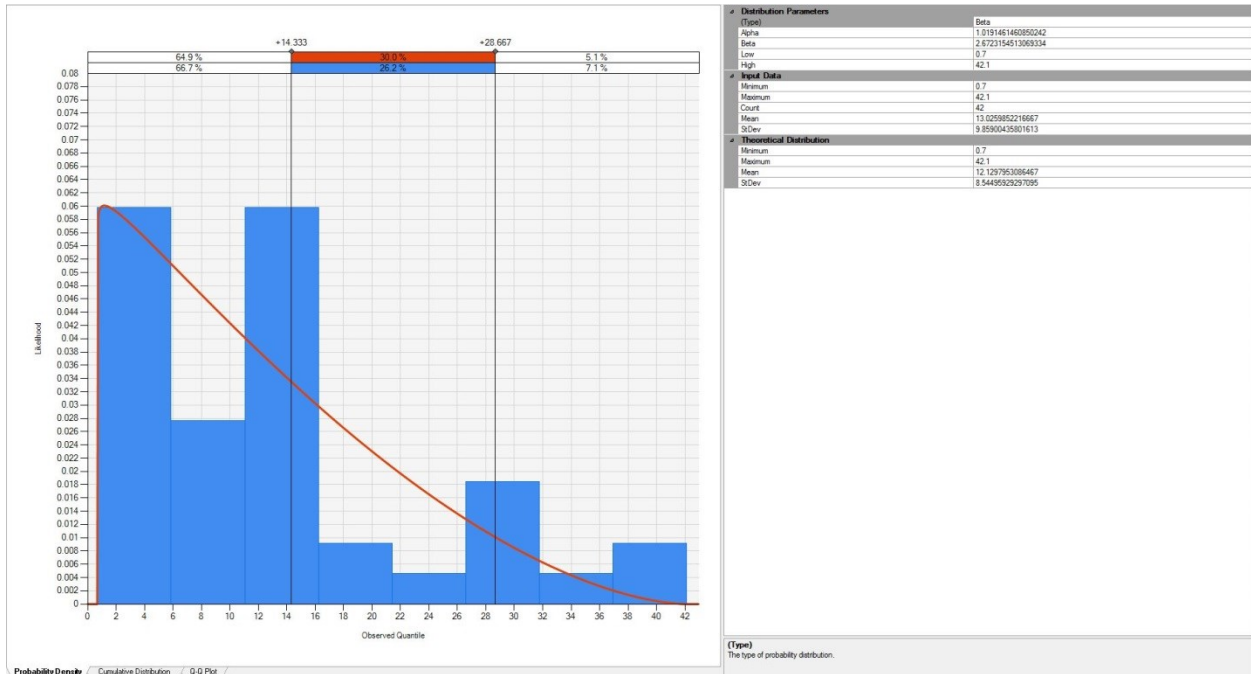 +14.333 +28.667
64.9 % 30.0 % 5.1 %
66.7 % 26.2 % 7.1 %
0.08
0.078
0.076
0.074
0.072
0.07
0.068
0.066
0.064
0.062
0.06
0.058
0.056
0.054
0.052
0.05
0.048
0.046
0.044
0.042
0.04
0.038
0.036
0.034
0.032
0.03
0.028
0.026
0.024
0.022
0.02
0.018
0.016
0.014
0.012
0.01
0.008
0.006
0.004
0.002
0
Likelihood
0 2 4 6 8 10 12 14 16 18 20 22 24 26 28 30 32 34 36 38 40 42
Observed Quantile
Probability Density Cumulative Distribution Q-Q Plot
Distribution Parameters
(Type) Beta
Alpha 1.0191461460850242
Beta 2.6723154513069334
Low 0.7
High 42.1
Input Data
Minimum 0.7
Maximum 42.1
Count 42
Mean 13.0259852216667
StDev 9.85900435801613
Theoretical Distribution
Minimum 0.7
Maximum 42.1
Mean 12.1297953086467
StDev 8.54495929297095
(Type)
The type of probability distribution.